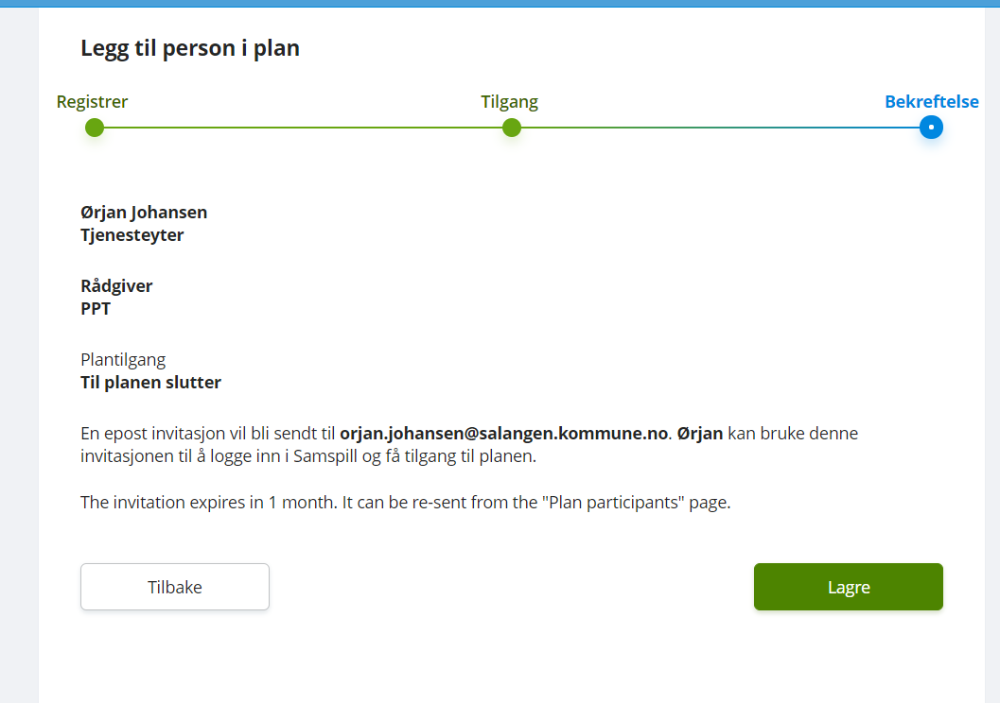 Legg til person i plan
Registrer
Tilgang
Bekreftelse
Ørjan Johansen
Tjenesteyter
Rådgiver
PPT
Plantilgang
Til planen slutter
En epost invitasjon vil bli sendt til orjan.johansen@salangen.kommune.no. Ørjan kan bruke denne
invitasjonen til å logge inn i Samspill og få tilgang til planen.
The invitation expires in 1 month. It can be re-sent from the "Plan participants" page.
Tilbake
Lagre